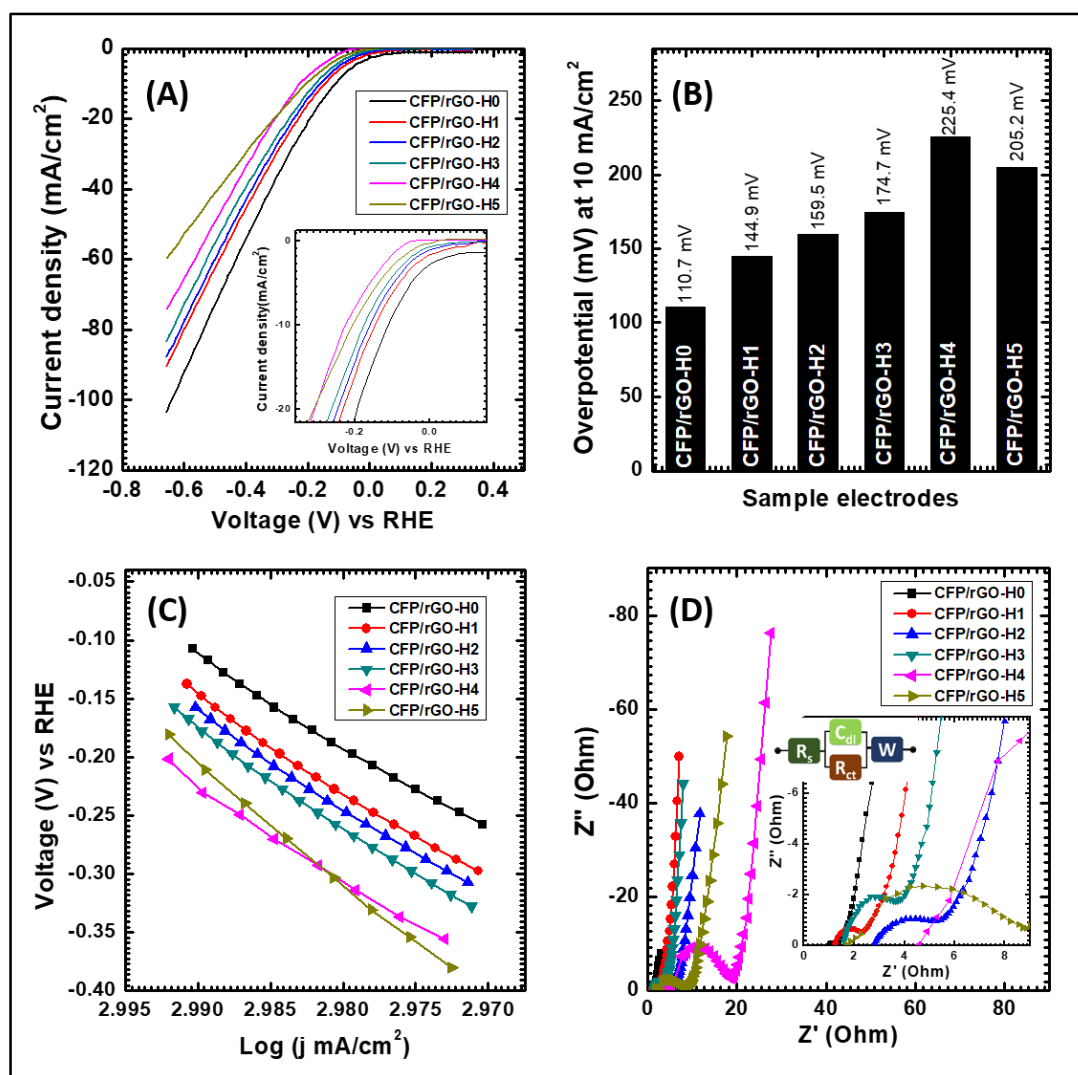 (A)
Current density (mA/cm²)
0
-20
-40
-60
-80
-100
-120
-0.8 -0.6 -0.4 -0.2 0.0 0.2 0.4
Voltage (V) vs RHE
CFP/rGO-H0
CFP/rGO-H1
CFP/rGO-H2
CFP/rGO-H3
CFP/rGO-H4
CFP/rGO-H5
Current density(mA/cm²)
0
-10
-20
-0.2 0.0
Voltage (V) vs RHE
(B)
Overpotential (mV) at 10 mA/cm²
250
200
150
100
50
0
110.7 mV
144.9 mV
159.5 mV
174.7 mV
225.4 mV
205.2 mV
CFP/rGO-H0
CFP/rGO-H1
CFP/rGO-H2
CFP/rGO-H3
CFP/rGO-H4
CFP/rGO-H5
Sample electrodes
(C)
Voltage (V) vs RHE
-0.05
-0.10
-0.15
-0.20
-0.25
-0.30
-0.35
-0.40
2.995 2.990 2.985 2.980 2.975 2.970
Log (j mA/cm²)
CFP/rGO-H0
CFP/rGO-H1
CFP/rGO-H2
CFP/rGO-H3
CFP/rGO-H4
CFP/rGO-H5
(D)
Z'' (Ohm)
-80
-60
-40
-20
0
0 20 40 60 80
Z' (Ohm)
CFP/rGO-H0
CFP/rGO-H1
CFP/rGO-H2
CFP/rGO-H3
CFP/rGO-H4
CFP/rGO-H5
Rs
Cdl
Rct
W
Z'' (Ohm)
-6
-4
-2
0
0 2 4 6 8
Z' (Ohm)